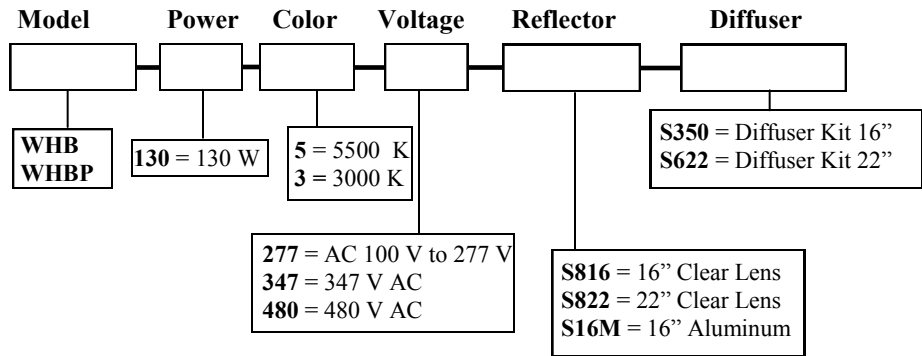 Model Power Color Voltage Reflector Diffuser
WHB
WHBP
130 = 130 W
5 = 5500 K
3 = 3000 K
S350 = Diffuser Kit 16”
S622 = Diffuser Kit 22”
277 = AC 100 V to 277 V
347 = 347 V AC
480 = 480 V AC
S816 = 16” Clear Lens
S822 = 22” Clear Lens
S16M = 16” Aluminum